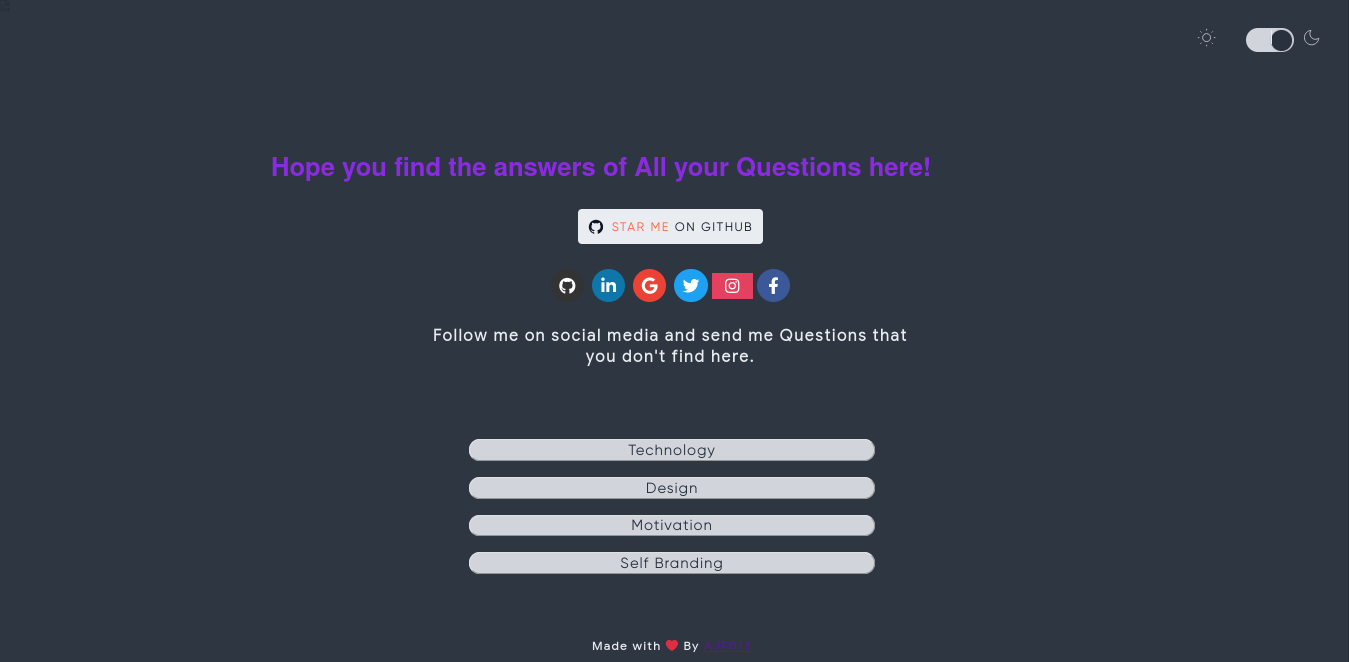 Hope you find the answers of All your Questions here!
STAR ME ON GITHUB
Follow me on social media and send me Questions that
you don't find here.
Technology
Design
Motivation
Self Branding
Made with ❤️ By